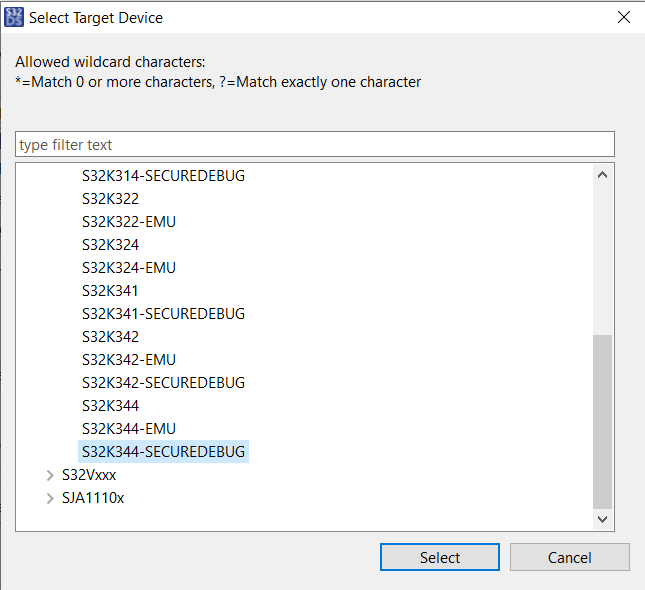 S32
DS
Select Target Device
Allowed wildcard characters:
*=Match 0 or more characters, ?=Match exactly one character
type filter text
S32K314-SECUREDEBUG
S32K322
S32K322-EMU
S32K324
S32K324-EMU
S32K341
S32K341-SECUREDEBUG
S32K342
S32K342-EMU
S32K342-SECUREDEBUG
S32K344
S32K344-EMU
S32K344-SECUREDEBUG
S32Vxxx
SJA1110x
Select
Cancel